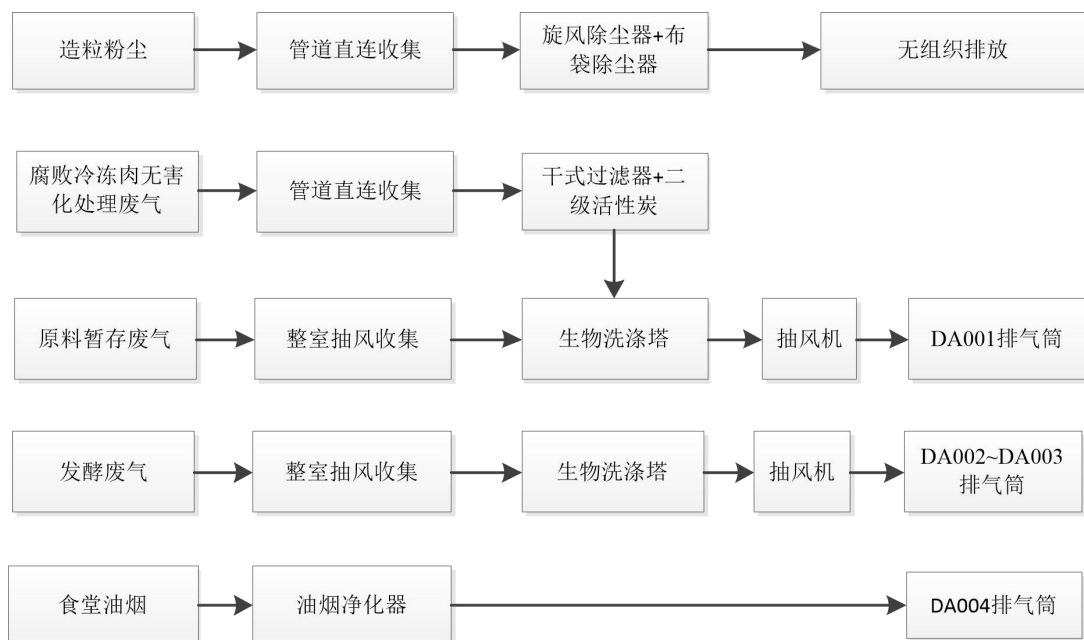 造粒粉尘
管道直连收集
旋风除尘器+布
袋除尘器
无组织排放
腐败冷冻肉无害
化处理废气
管道直连收集
干式过滤器+二
级活性炭
原料暂存废气
整室抽风收集
生物洗涤塔
抽风机
DA001排气筒
发酵废气
整室抽风收集
生物洗涤塔
抽风机
DA002~DA003
排气筒
食堂油烟
油烟净化器
DA004排气筒